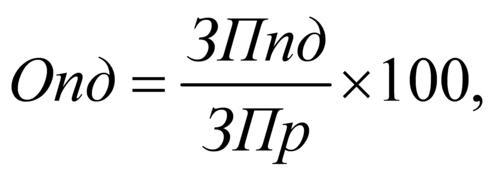 Опд =
ЗПпд
ЗПр
×100,